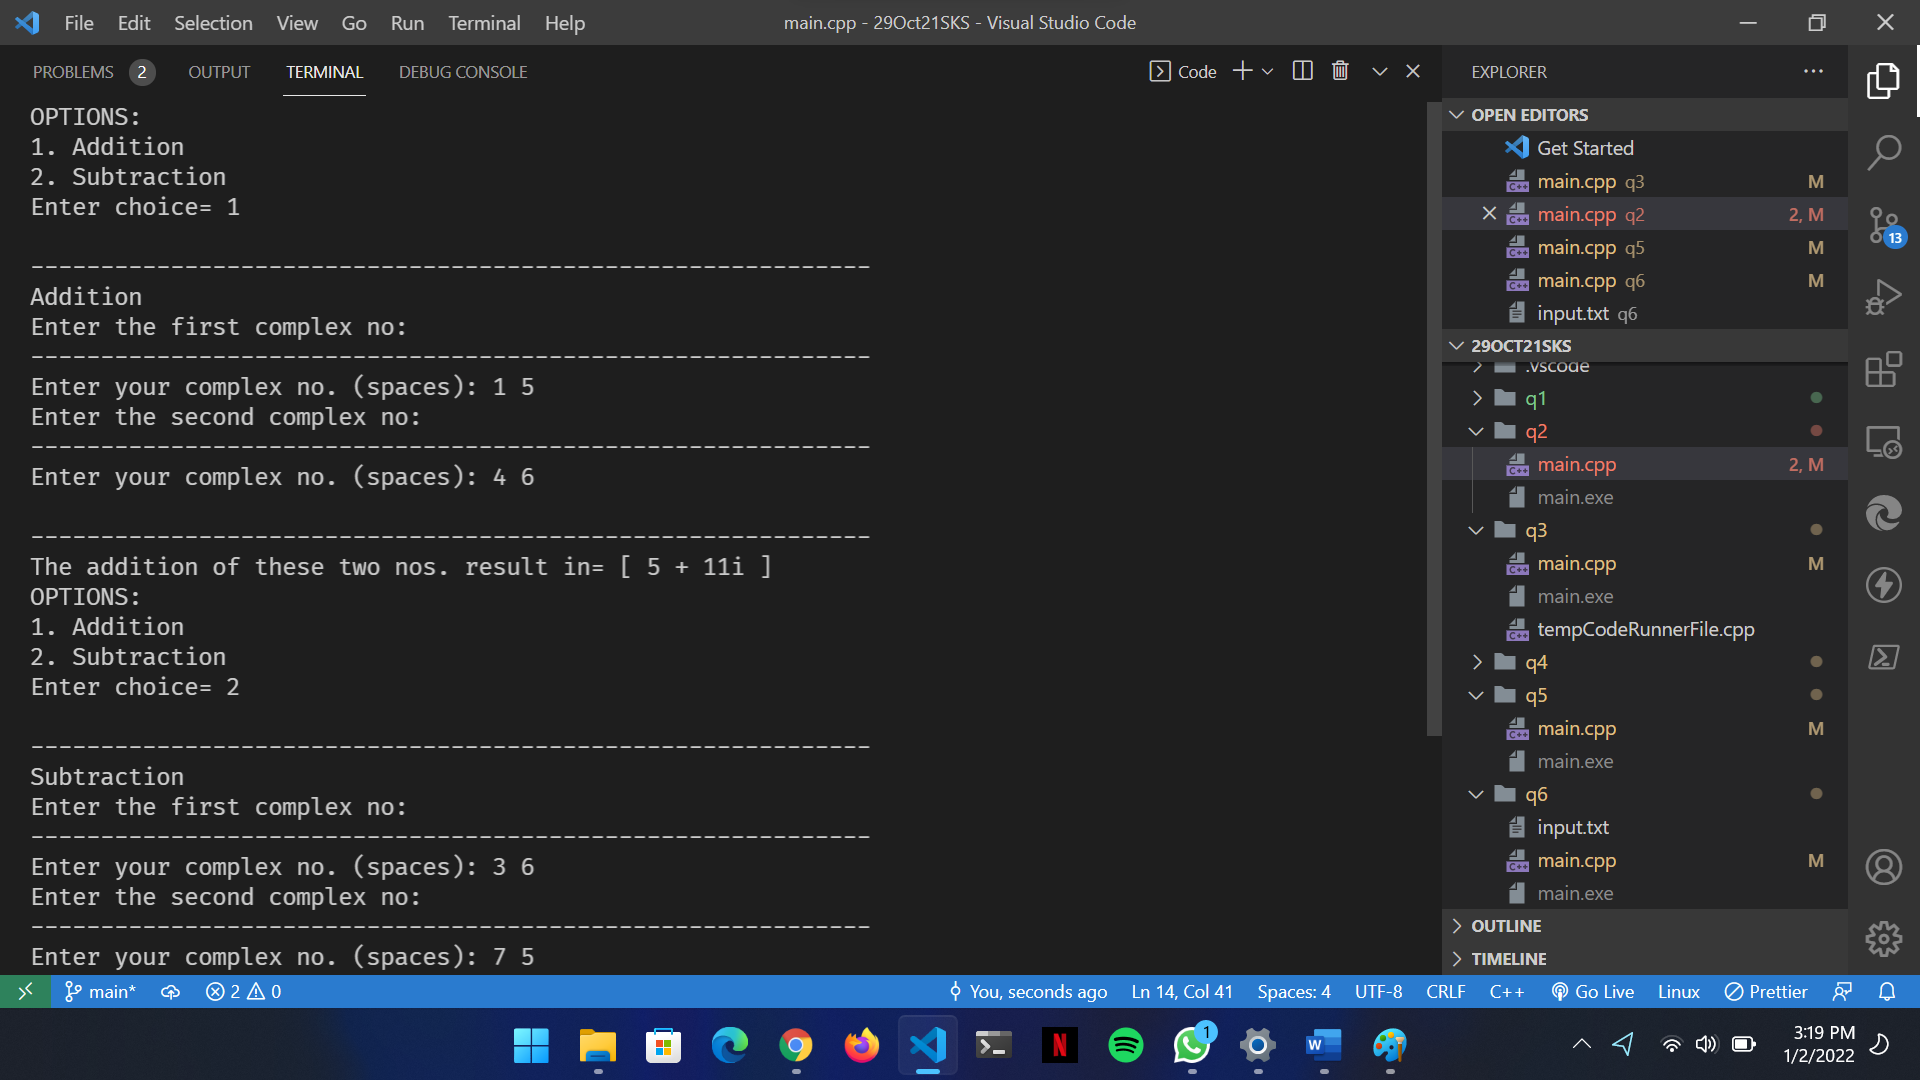 File Edit Selection View Go Run Terminal Help
main.cpp - 29Oct21SKS - Visual Studio Code
PROBLEMS 2 OUTPUT TERMINAL DEBUG CONSOLE
Code
OPTIONS:
1. Addition
2. Subtraction
Enter choice= 1
------------------------------------------------------------
Addition
Enter the first complex no:
------------------------------------------------------------
Enter your complex no. (spaces): 1 5
Enter the second complex no:
------------------------------------------------------------
Enter your complex no. (spaces): 4 6
------------------------------------------------------------
The addition of these two nos. result in= [ 5 + 11i ]
OPTIONS:
1. Addition
2. Subtraction
Enter choice= 2
------------------------------------------------------------
Subtraction
Enter the first complex no:
------------------------------------------------------------
Enter your complex no. (spaces): 3 6
Enter the second complex no:
------------------------------------------------------------
Enter your complex no. (spaces): 7 5
EXPLORER
OPEN EDITORS
Get Started
main.cpp q3 M
main.cpp q2 2, M
main.cpp q5 M
main.cpp q6 M
input.txt q6
29OCT21SKS
.vscode
q1
q2
main.cpp 2, M
main.exe
q3
main.cpp M
main.exe
tempCodeRunnerFile.cpp
q4
q5
main.cpp M
main.exe
q6
input.txt
main.cpp M
main.exe
OUTLINE
TIMELINE
13
main* 2 0
You, seconds ago Ln 14, Col 41 Spaces: 4 UTF-8 CRLF C++ Go Live Linux Prettier
1
3:19 PM
1/2/2022